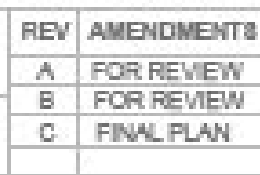 REV AMENDMENTS
A FOR REVIEW
B FOR REVIEW
C FINAL PLAN